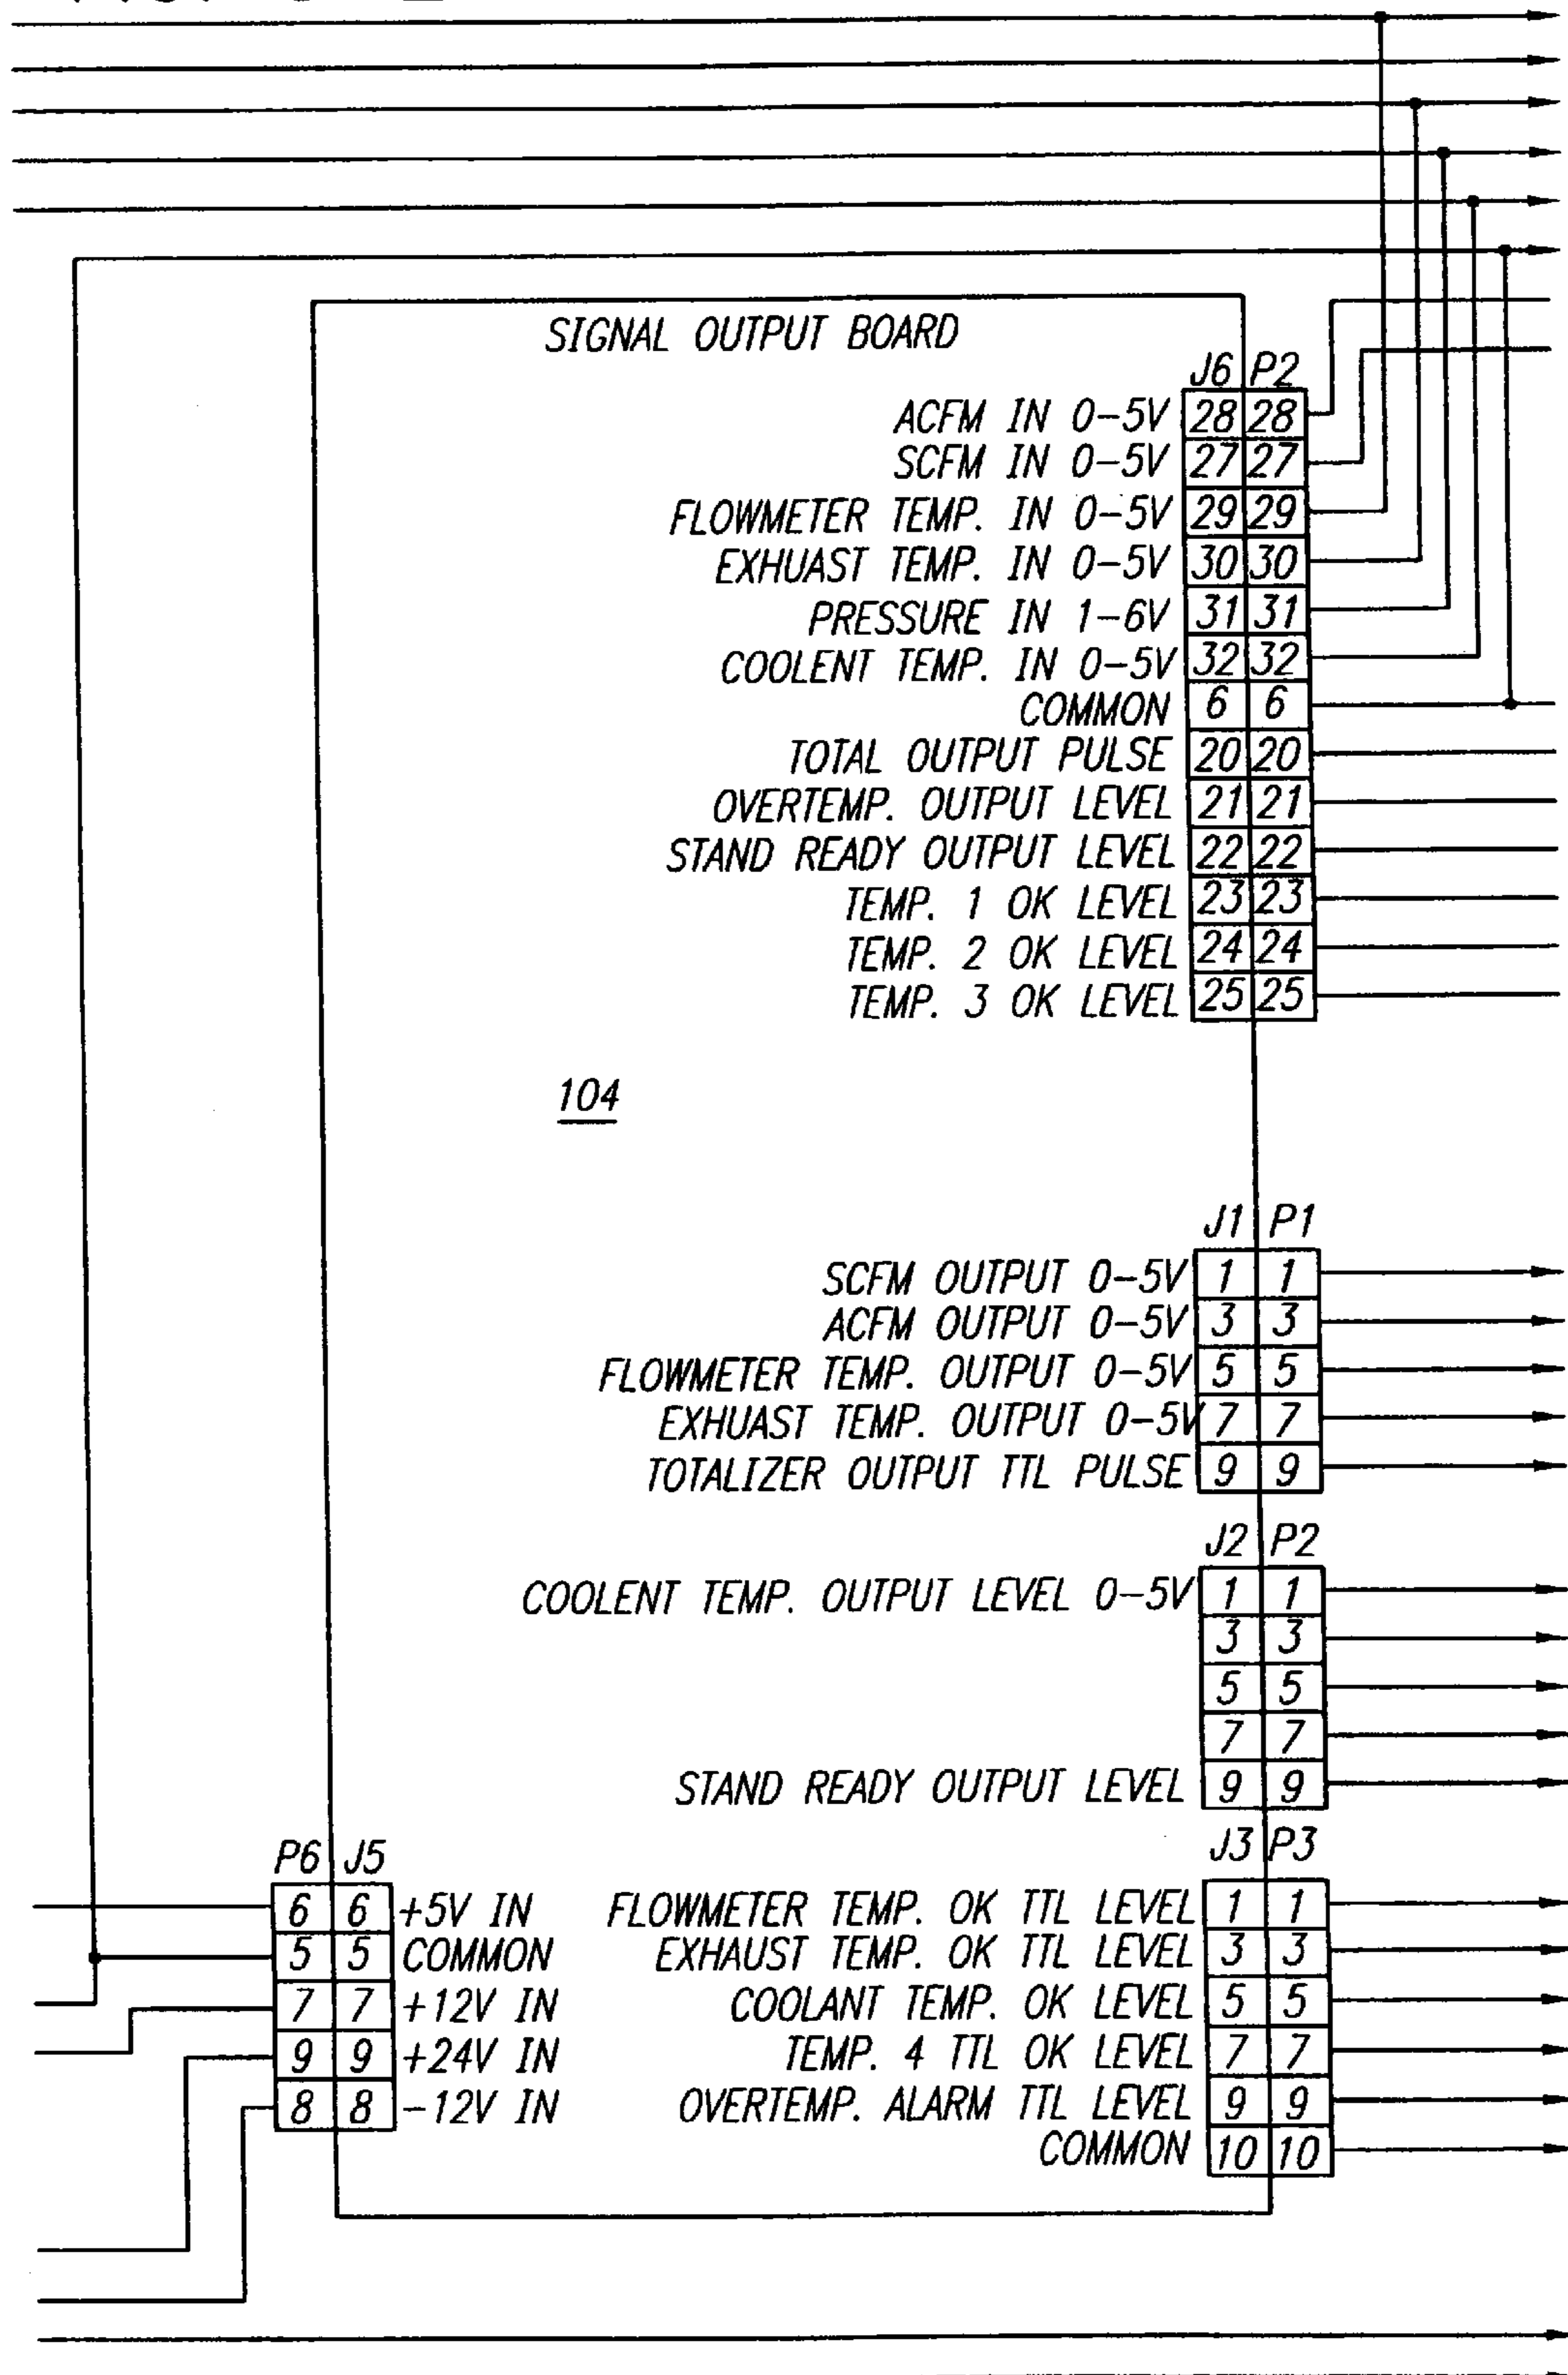 SIGNAL OUTPUT BOARD
J6 P2
ACFM IN 0-5V 28 28
SCFM IN 0-5V 27 27
FLOWMETER TEMP. IN 0-5V 29 29
EXHUAST TEMP. IN 0-5V 30 30
PRESSURE IN 1-6V 31 31
COOLENT TEMP. IN 0-5V 32 32
COMMON 6 6
TOTAL OUTPUT PULSE 20 20
OVERTEMP. OUTPUT LEVEL 21 21
STAND READY OUTPUT LEVEL 22 22
TEMP. 1 OK LEVEL 23 23
TEMP. 2 OK LEVEL 24 24
TEMP. 3 OK LEVEL 25 25
104
J1 P1
SCFM OUTPUT 0-5V 1 1
ACFM OUTPUT 0-5V 3 3
FLOWMETER TEMP. OUTPUT 0-5V 5 5
EXHUAST TEMP. OUTPUT 0-5V 7 7
TOTALIZER OUTPUT TTL PULSE 9 9
J2 P2
COOLENT TEMP. OUTPUT LEVEL 0-5V 1 1
3 3
5 5
7 7
STAND READY OUTPUT LEVEL 9 9
P6 J5
6 6 +5V IN
5 5 COMMON
7 7 +12V IN
9 9 +24V IN
8 8 -12V IN
J3 P3
FLOWMETER TEMP. OK TTL LEVEL 1 1
EXHAUST TEMP. OK TTL LEVEL 3 3
COOLANT TEMP. OK LEVEL 5 5
TEMP. 4 TTL OK LEVEL 7 7
OVERTEMP. ALARM TTL LEVEL 9 9
COMMON 10 10